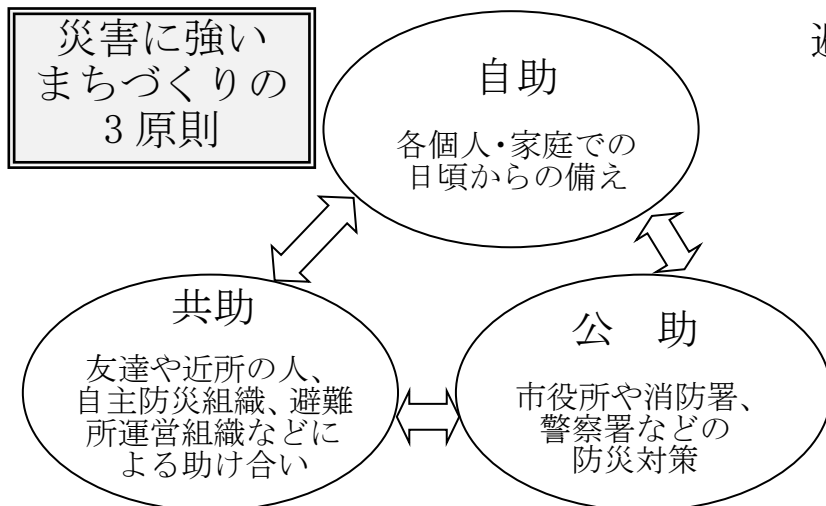 災害に強い
まちづくりの
3原則
自助
各個人・家庭での
日頃からの備え
共助
友達や近所の人、
自主防災組織、避難
所運営組織などに
よる助け合い
公　助
市役所や消防署、
警察署などの
防災対策